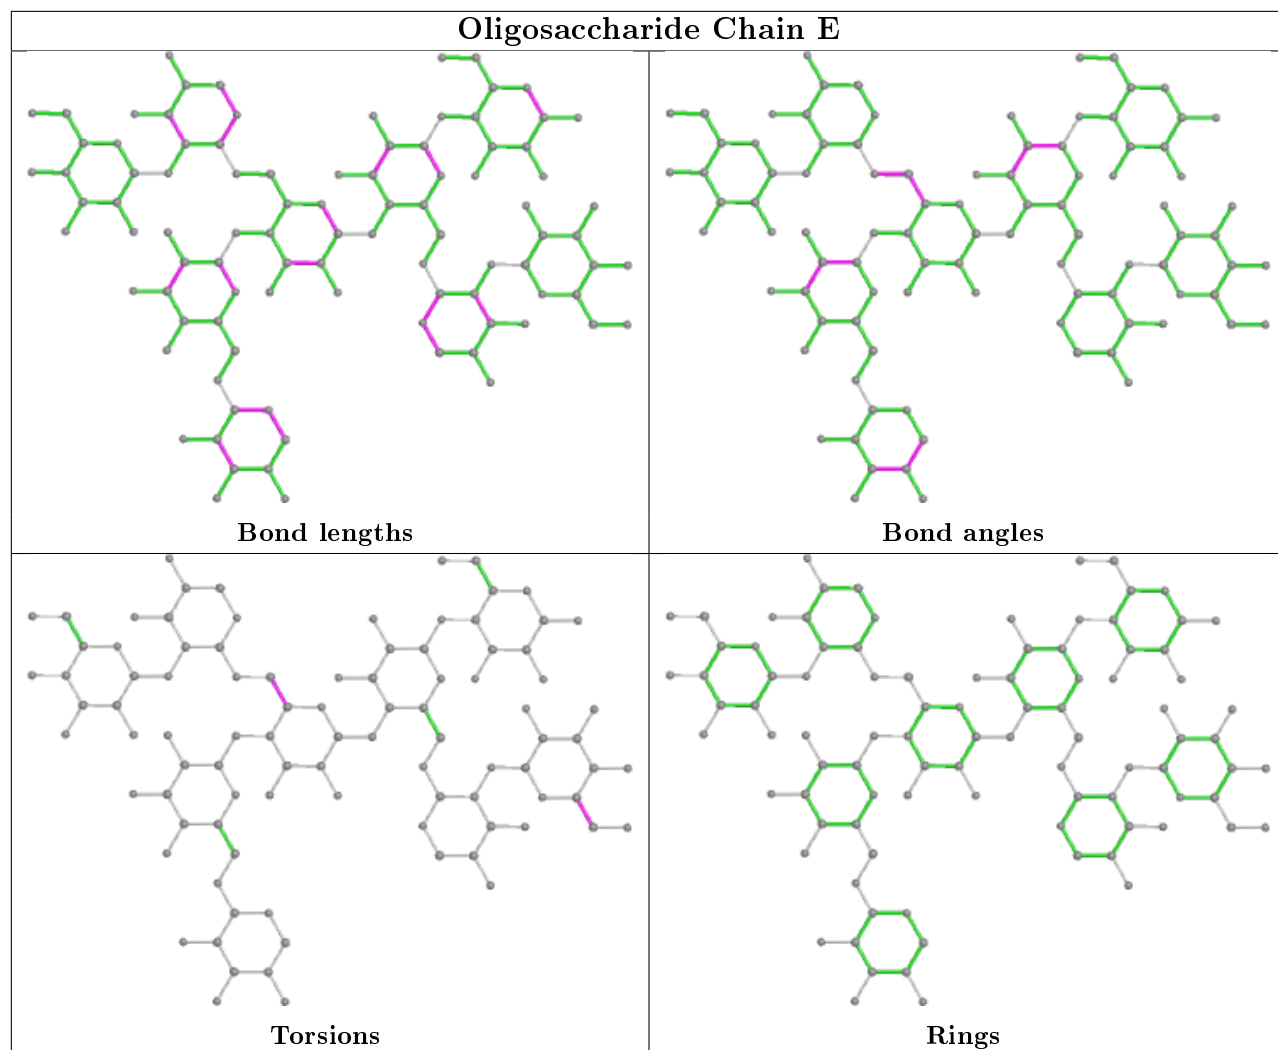 Oligosaccharide Chain E
Bond lengths
Bond angles
Torsions
Rings